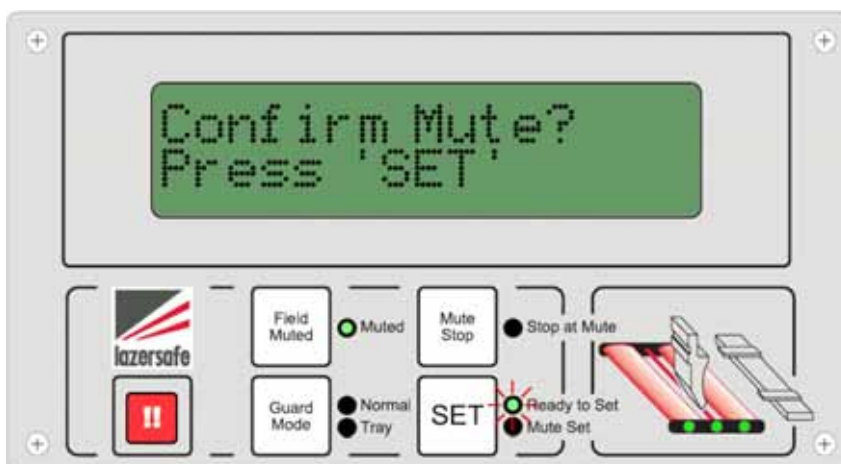 Confirm Mute?
Press 'SET'
lazersafe
Field
Muted
Muted
Mute
Stop
Stop at Mute
!!
Guard
Mode
Normal
Tray
SET
Ready to Set
Mute Set